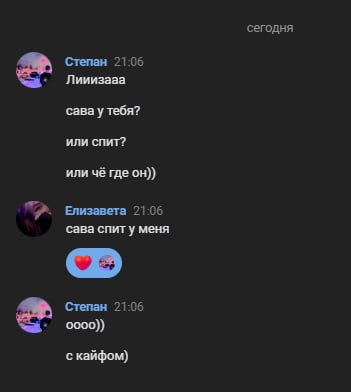 сегодня
Степан 21:06
Лииизааа
сава у тебя?
или спит?
или чё где он))
Елизавета 21:06
сава спит у меня
Степан 21:06
оооо))
с кайфом)